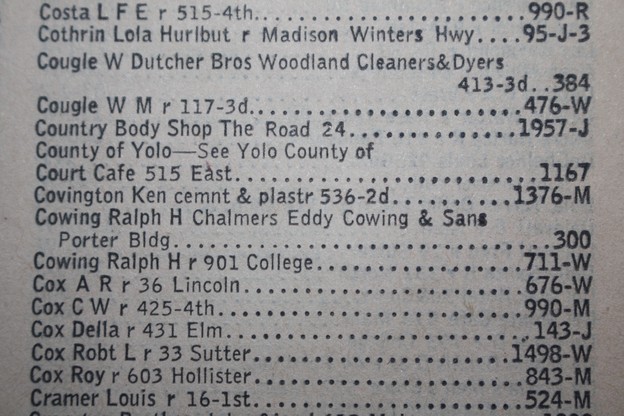 Costa L F E r 515-4th..................990-R
Cothrin Lola Hurlbut r Madison Winters Hwy....95-J-3
Cougle W Dutcher Bros Woodland Cleaners&Dyers
413-3d..384
Cougle W M r 117-3d....................476-W
Country Body Shop The Road 24.............1957-J
County of Yolo—See Yolo County of
Court Cafe 515 East.......................1167
Covington Ken cemnt & plastr 536-2d..........1376-M
Cowing Ralph H Chalmers Eddy Cowing & Sans
Porter Bldg............................300
Cowing Ralph H r 901 College...............711-W
Cox A R r 36 Lincoln.....................676-W
Cox C W r 425-4th.......................990-M
Cox Della r 431 Elm......................143-J
Cox Robt L r 33 Sutter...................1498-W
Cox Roy r 603 Hollister...................843-M
Cramer Louis r 16-1st.....................524-M